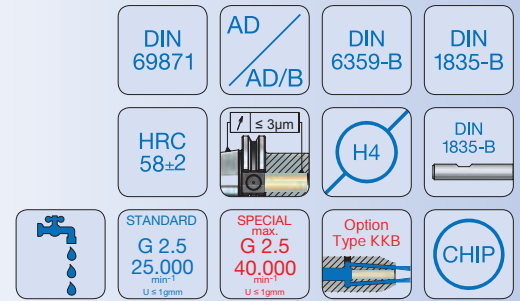 DIN
69871
AD
AD/B
DIN
6359-B
DIN
1835-B
HRC
58±2
↗ ≤ 3µm
H4
DIN
1835-B
STANDARD
G 2.5
25.000
min⁻¹
U ≤ 1gmm
SPECIAL
max.
G 2.5
40.000
min⁻¹
U ≤ 1gmm
Option
Type KKB
CHIP